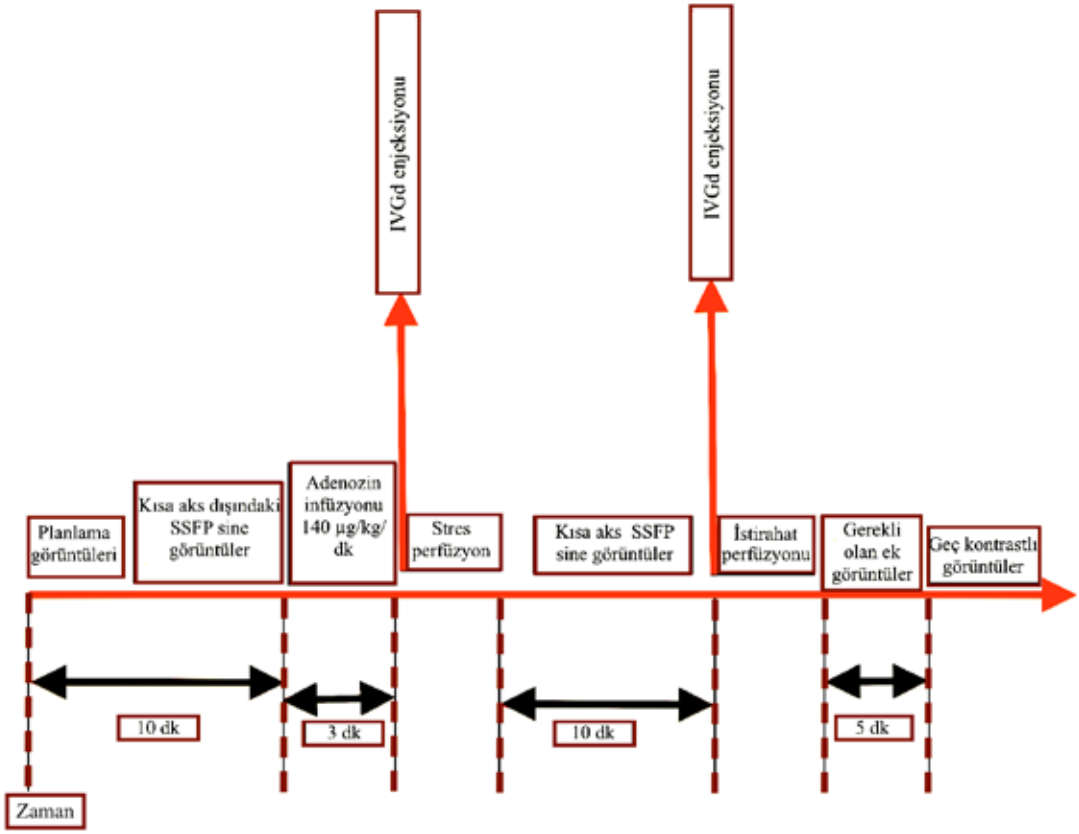 IVGd enjeksiyonu
IVGd enjeksiyonu
Planlama
görüntüleri
Kısa aks dışındaki
SSFP sine
görüntüler
Adenozin
infüzyonu
140 µg/kg/
dk
Stres
perfüzyon
Kısa aks SSFP
sine görüntüler
İstirahat
perfüzyonu
Gerekli
olan ek
görüntüler
Geç kontrastlı
görüntüler
10 dk
3 dk
10 dk
5 dk
Zaman